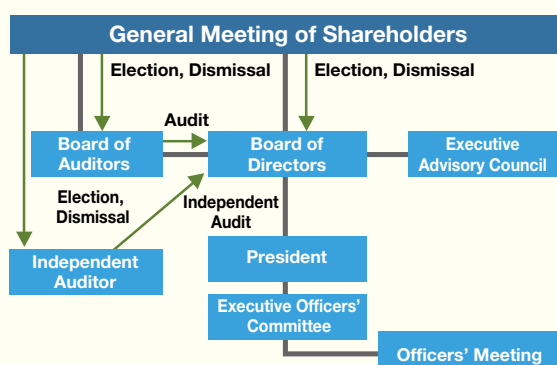 General Meeting of Shareholders
Election, Dismissal
Election, Dismissal
Audit
Board of
Auditors
Board of
Directors
Executive
Advisory Council
Election,
Dismissal
Independent
Audit
Independent
Auditor
President
Executive Officers'
Committee
Officers' Meeting